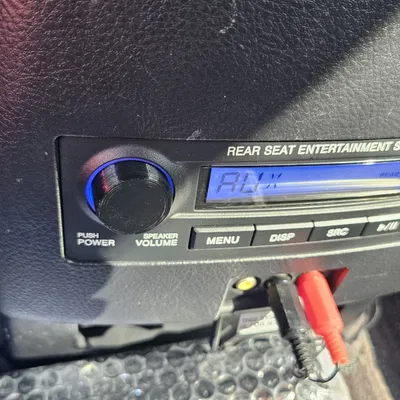 REAR SEAT ENTERTAINMENT S
AUX
PUSH
POWER
SPEAKER
VOLUME
MENU
DISP
SRC